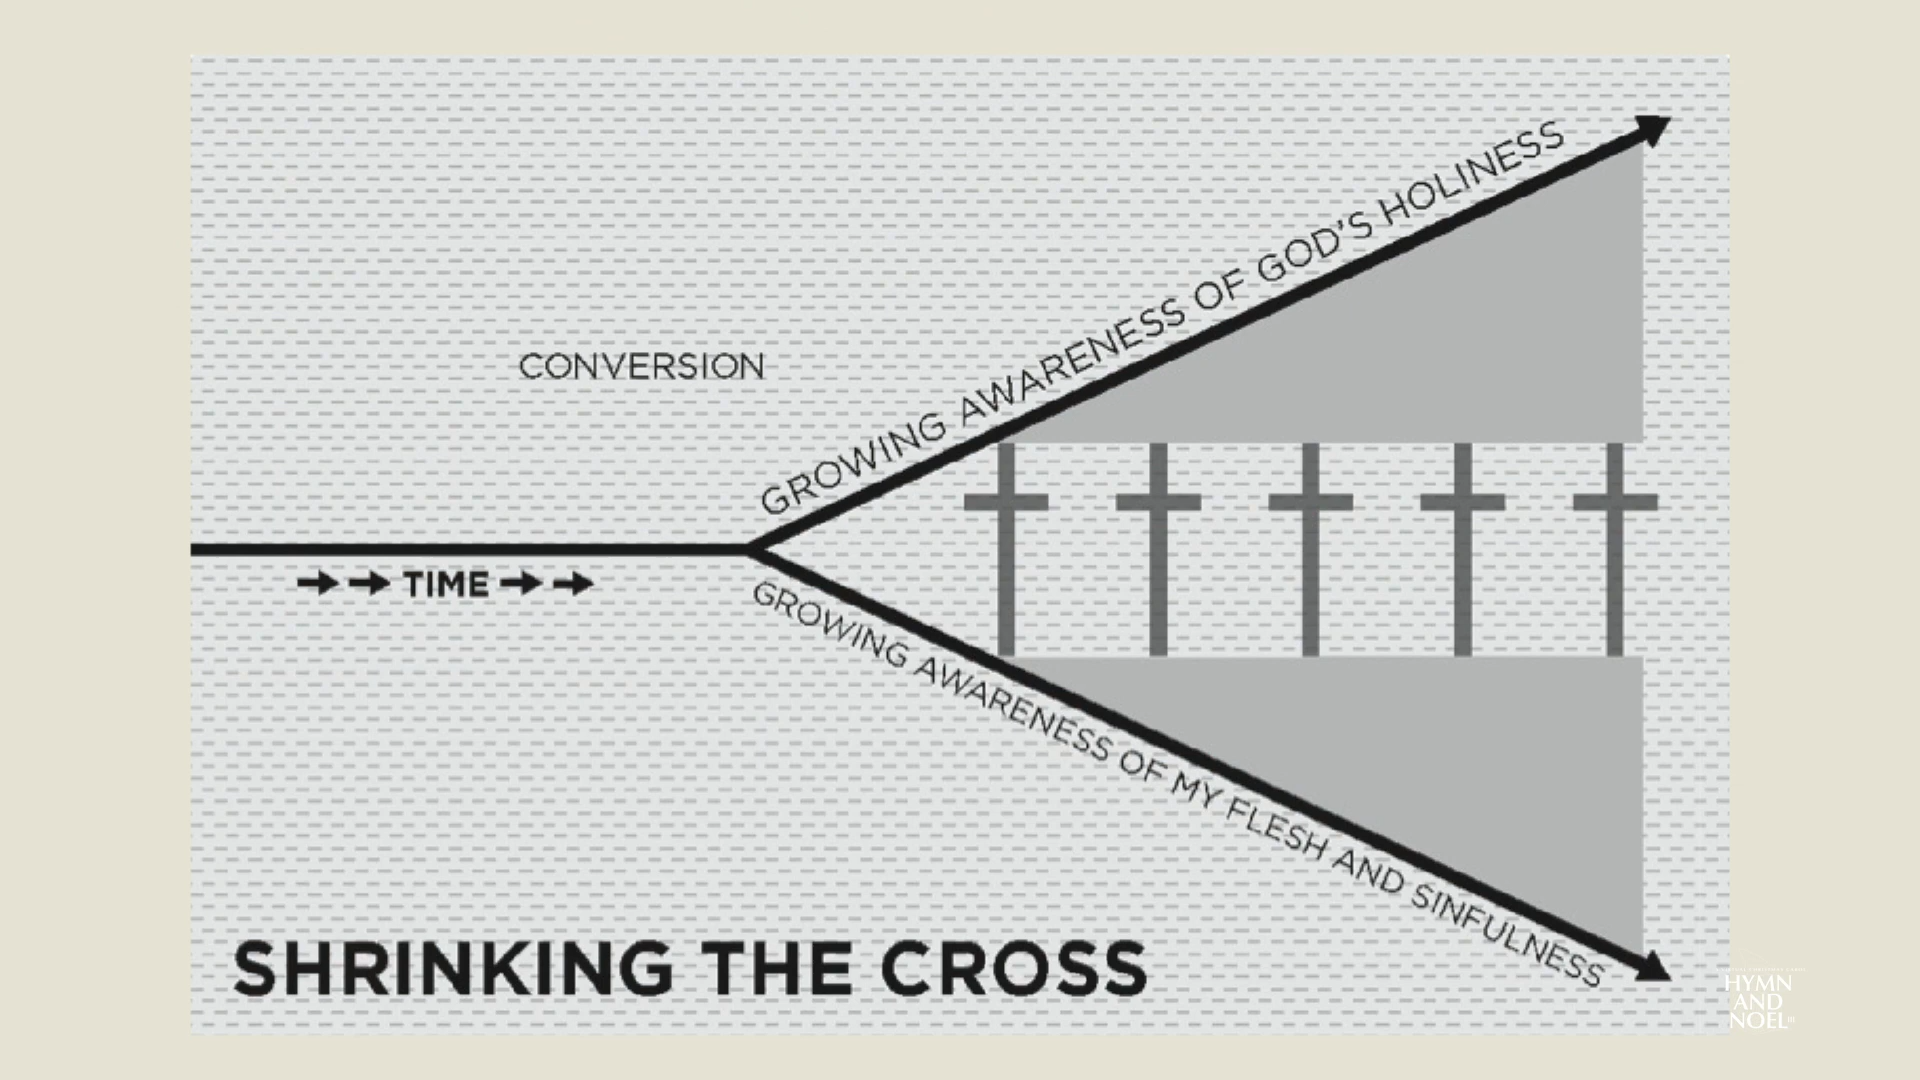 CONVERSION
GROWING AWARENESS OF GOD'S HOLINESS
TIME
GROWING AWARENESS OF MY FLESH AND SINFULNESS
SHRINKING THE CROSS
HYMN
AND
NOEL